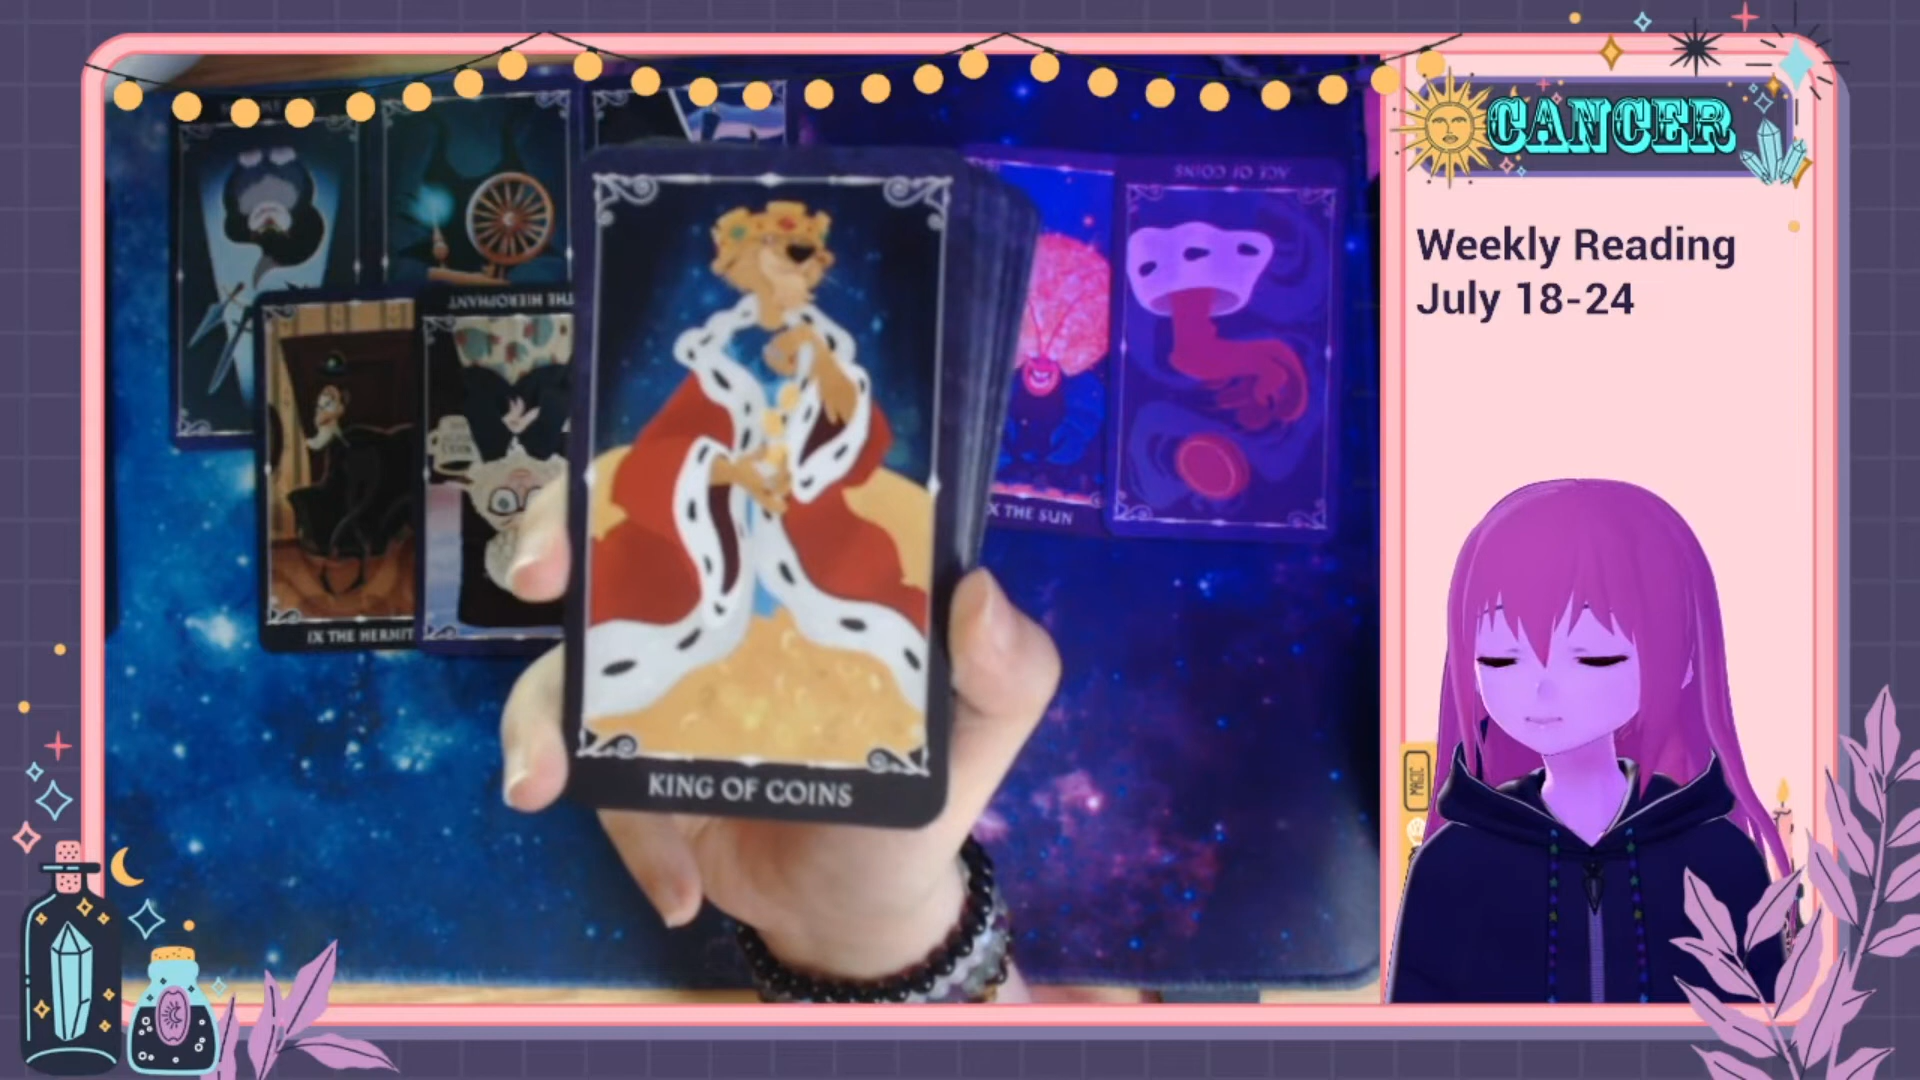 CANCER
Weekly Reading
July 18-24
ACE OF COINS
THE HIEROPHANT
X THE SUN
IX THE HERMIT
KING OF COINS
MAGIC